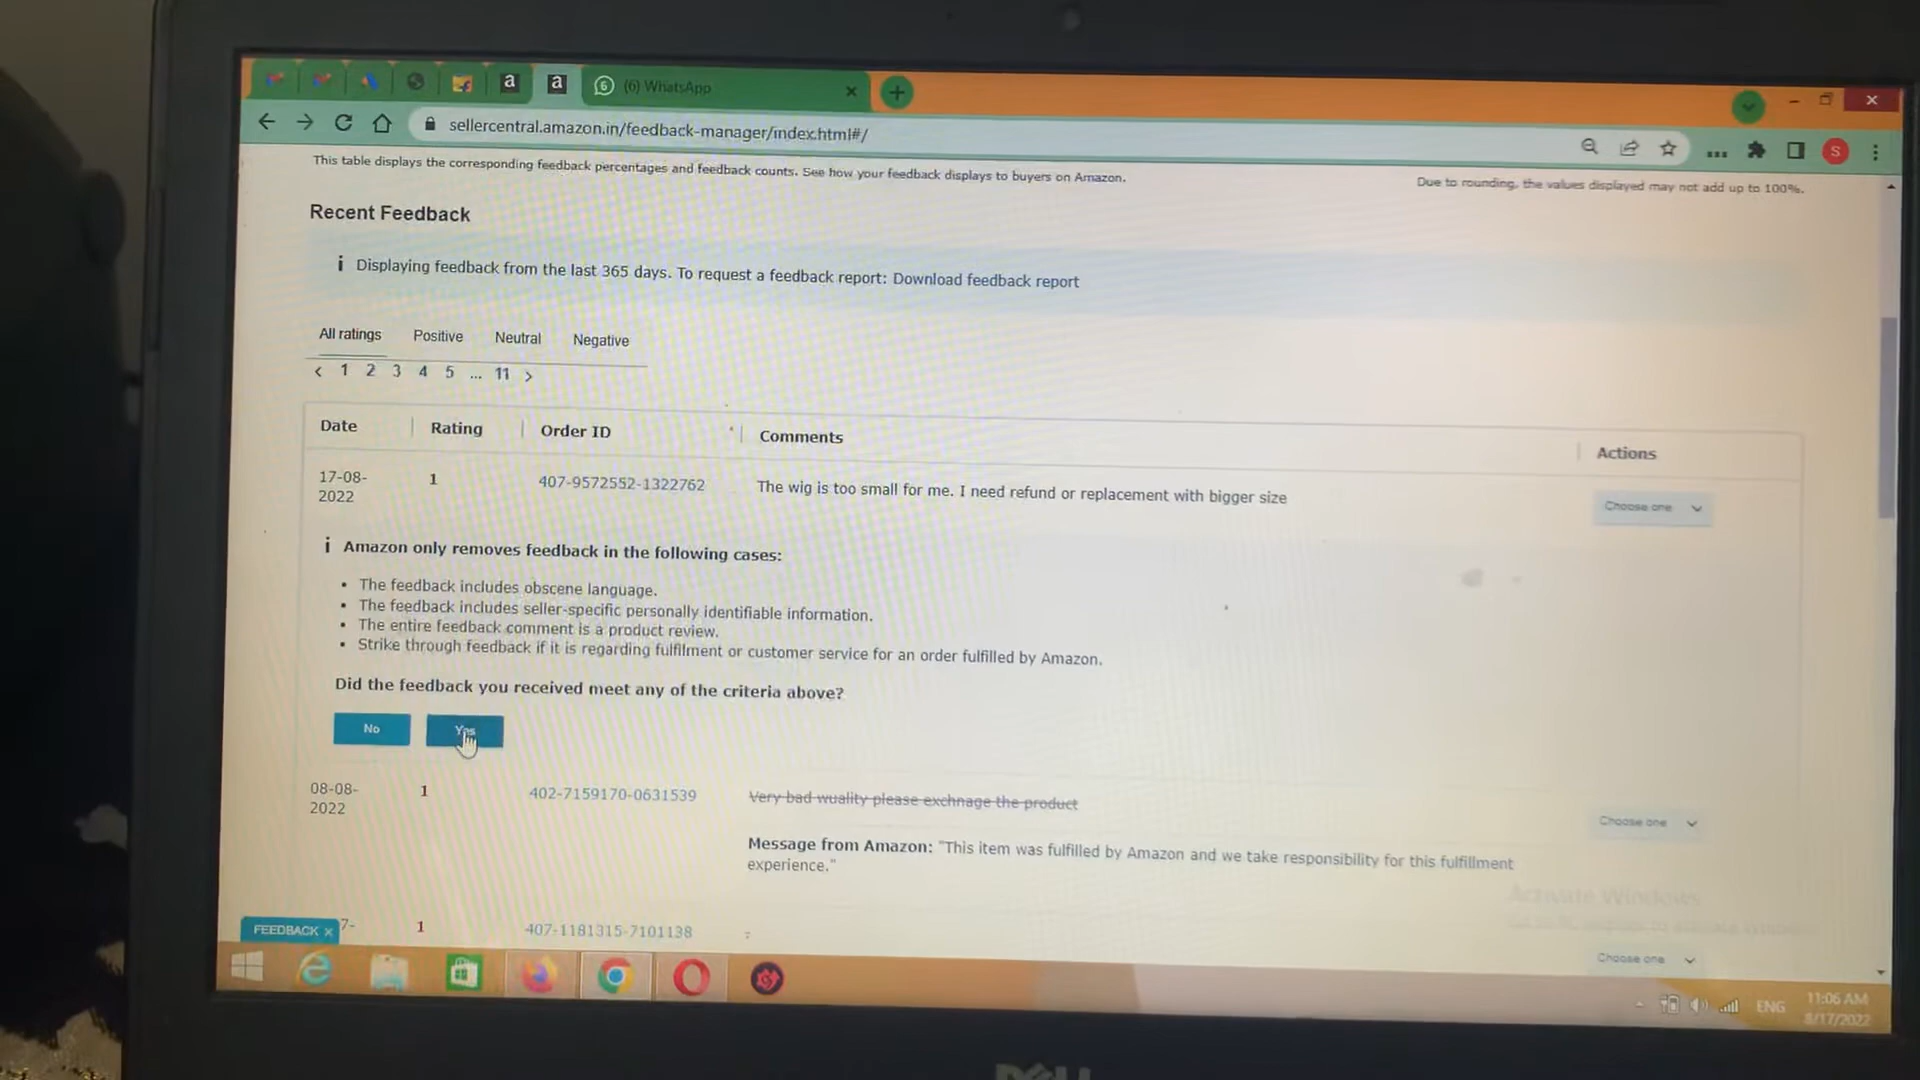 (6) WhatsApp
sellercentral.amazon.in/feedback-manager/index.html#/
This table displays the corresponding feedback percentages and feedback counts. See how your feedback displays to buyers on Amazon.
Due to rounding, the values displayed may not add up to 100%.
Recent Feedback
i Displaying feedback from the last 365 days. To request a feedback report: Download feedback report
All ratings Positive Neutral Negative
< 1 2 3 4 5 ... 11 >
Date Rating Order ID Comments Actions
17-08-
2022
1 407-9572552-1322762 The wig is too small for me. I need refund or replacement with bigger size Choose one
i Amazon only removes feedback in the following cases:
• The feedback includes obscene language.
• The feedback includes seller-specific personally identifiable information.
• The entire feedback comment is a product review.
• Strike through feedback if it is regarding fulfilment or customer service for an order fulfilled by Amazon.
Did the feedback you received meet any of the criteria above?
No Yes
08-08-
2022
1 402-7159170-0631539 Very bad wuality please exchnage the product Choose one
Message from Amazon: "This item was fulfilled by Amazon and we take responsibility for this fulfillment
experience."
Activate Windows
FEEDBACK × 7- 1 407-1181315-7101138
Choose one
ENG 11:06 AM
8/17/2022
DELL